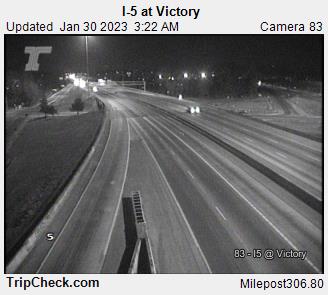 I-5 at Victory
Updated Jan 30 2023 3:22 AM Camera 83
T
S
83 - I5 @ Victory
TripCheck.com Milepost306.80